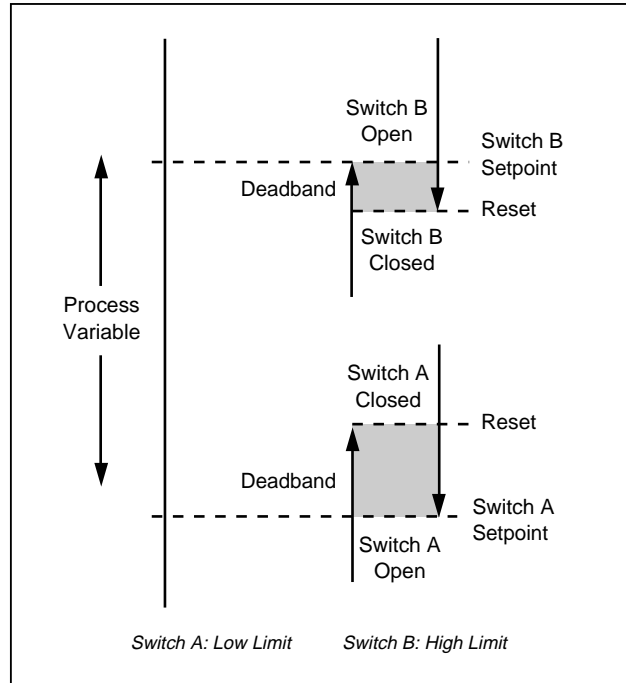 Switch B
Open
Switch B
Setpoint
Deadband
Reset
Switch B
Closed
Process
Variable
Switch A
Closed
Reset
Deadband
Switch A
Setpoint
Switch A
Open
Switch A: Low Limit
Switch B: High Limit